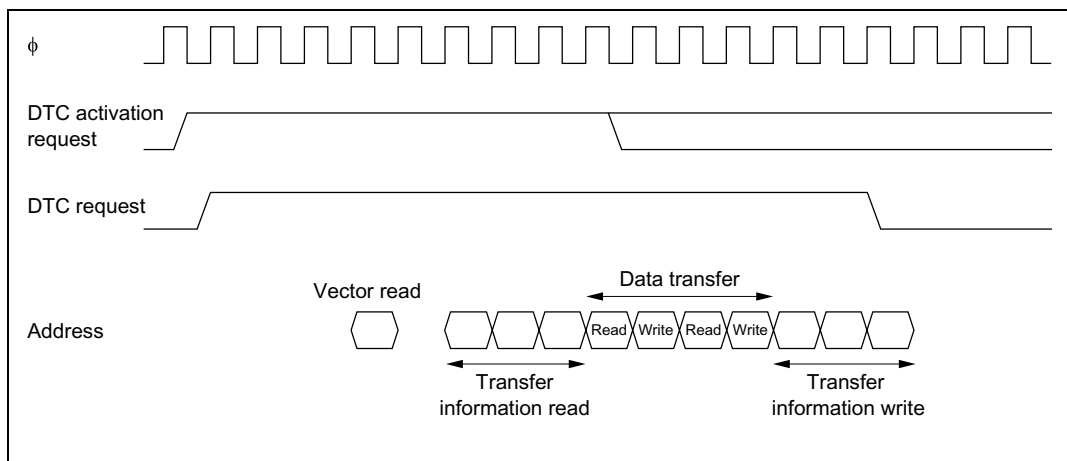 ϕ
DTC activation
request
DTC request
Data transfer
Vector read
Address
Read Write Read Write
Transfer
information read
Transfer
information write